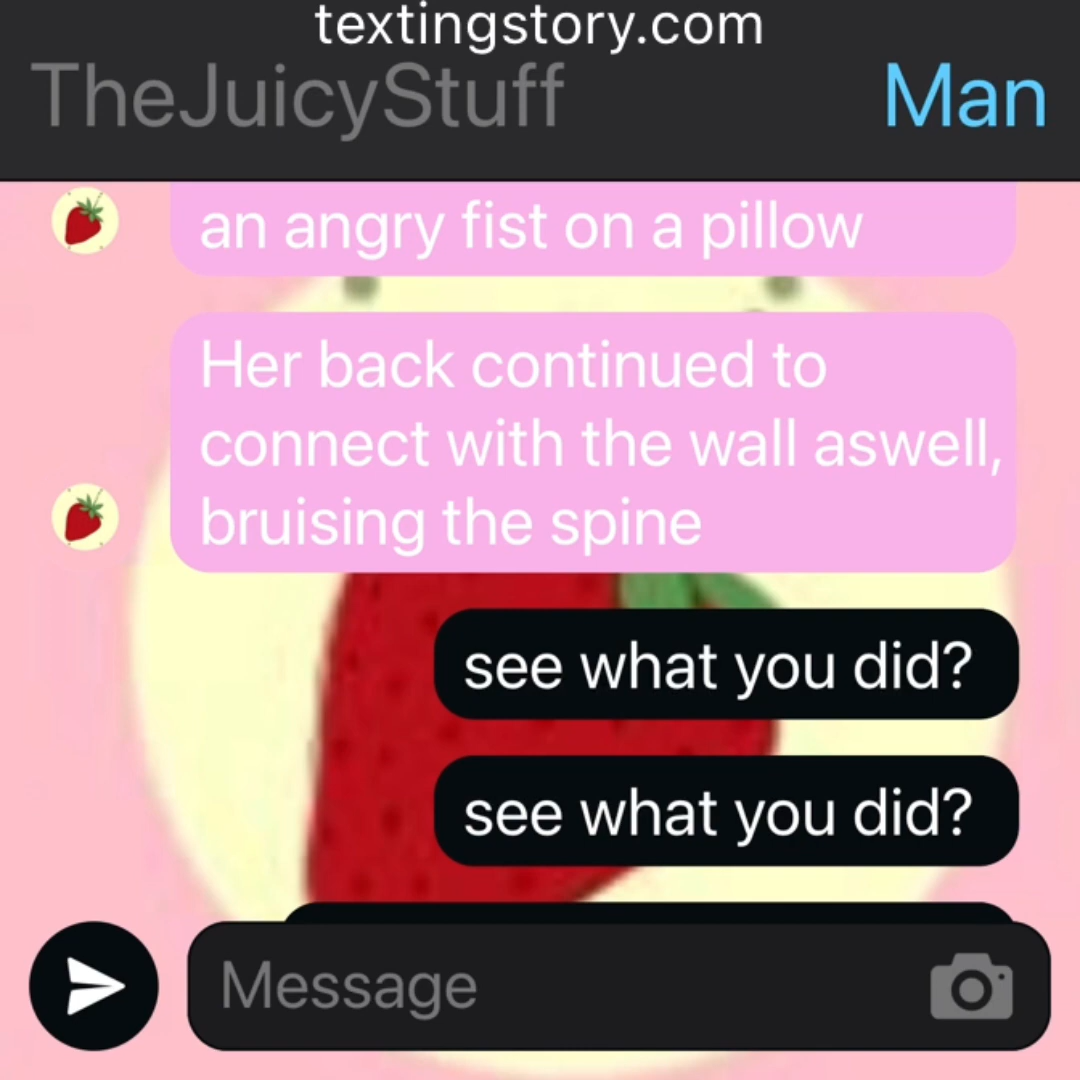 textingstory.com
TheJuicyStuff
Man
an angry fist on a pillow
Her back continued to
connect with the wall aswell,
bruising the spine
see what you did?
see what you did?
Message